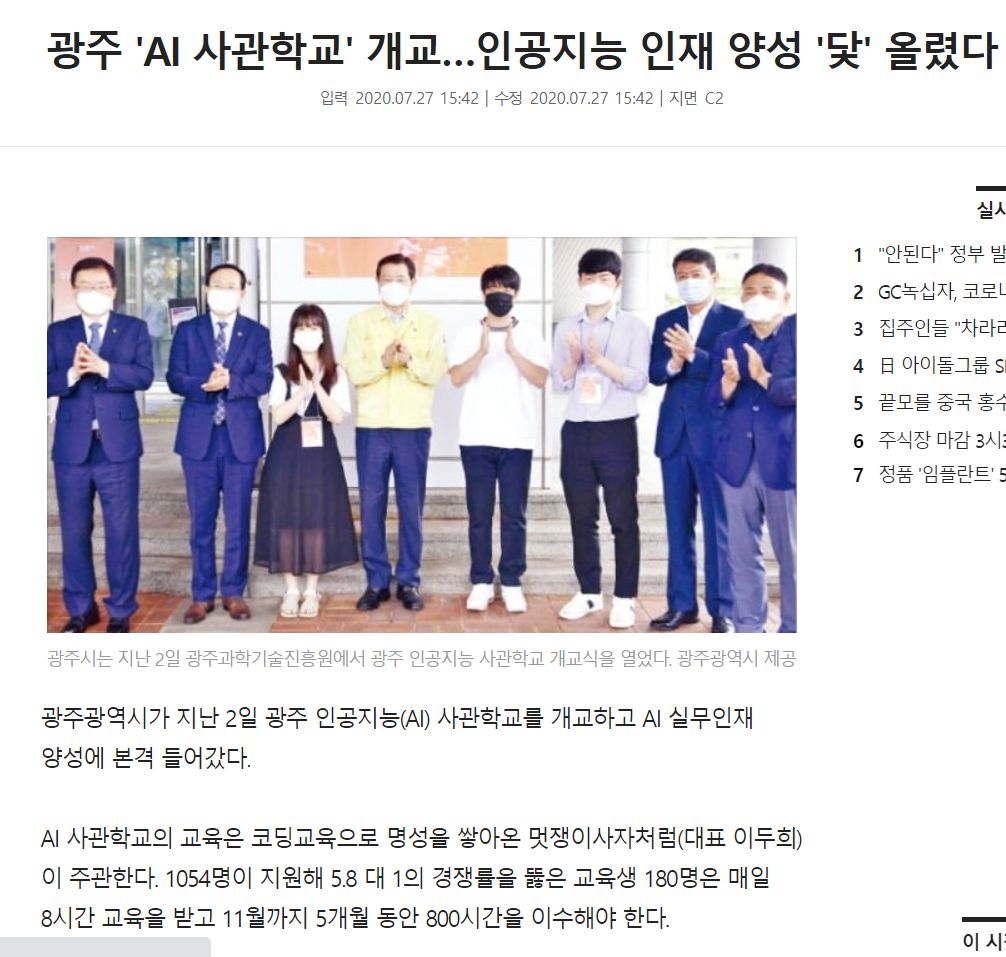 광주 'AI 사관학교' 개교…인공지능 인재 양성 '닻' 올렸다
입력 2020.07.27 15:42 | 수정 2020.07.27 15:42 | 지면 C2
실시
1 "안된다" 정부 발
2 GC녹십자, 코로나
3 집주인들 "차라리
4 日 아이돌그룹
5 끝모를 중국 홍수
6 주식장 마감 3시
7 정품 '임플란트' 5
광주시는 지난 2일 광주과학기술진흥원에서 광주 인공지능 사관학교 개교식을 열었다. 광주광역시 제공
광주광역시가 지난 2일 광주 인공지능(AI) 사관학교를 개교하고 AI 실무인재
양성에 본격 들어갔다.
AI 사관학교의 교육은 코딩교육으로 명성을 쌓아온 멋쟁이사자처럼(대표 이두희)
이 주관한다. 1054명이 지원해 5.8 대 1의 경쟁률을 뚫은 교육생 180명은 매일
8시간 교육을 받고 11월까지 5개월 동안 800시간을 이수해야 한다.
이 시